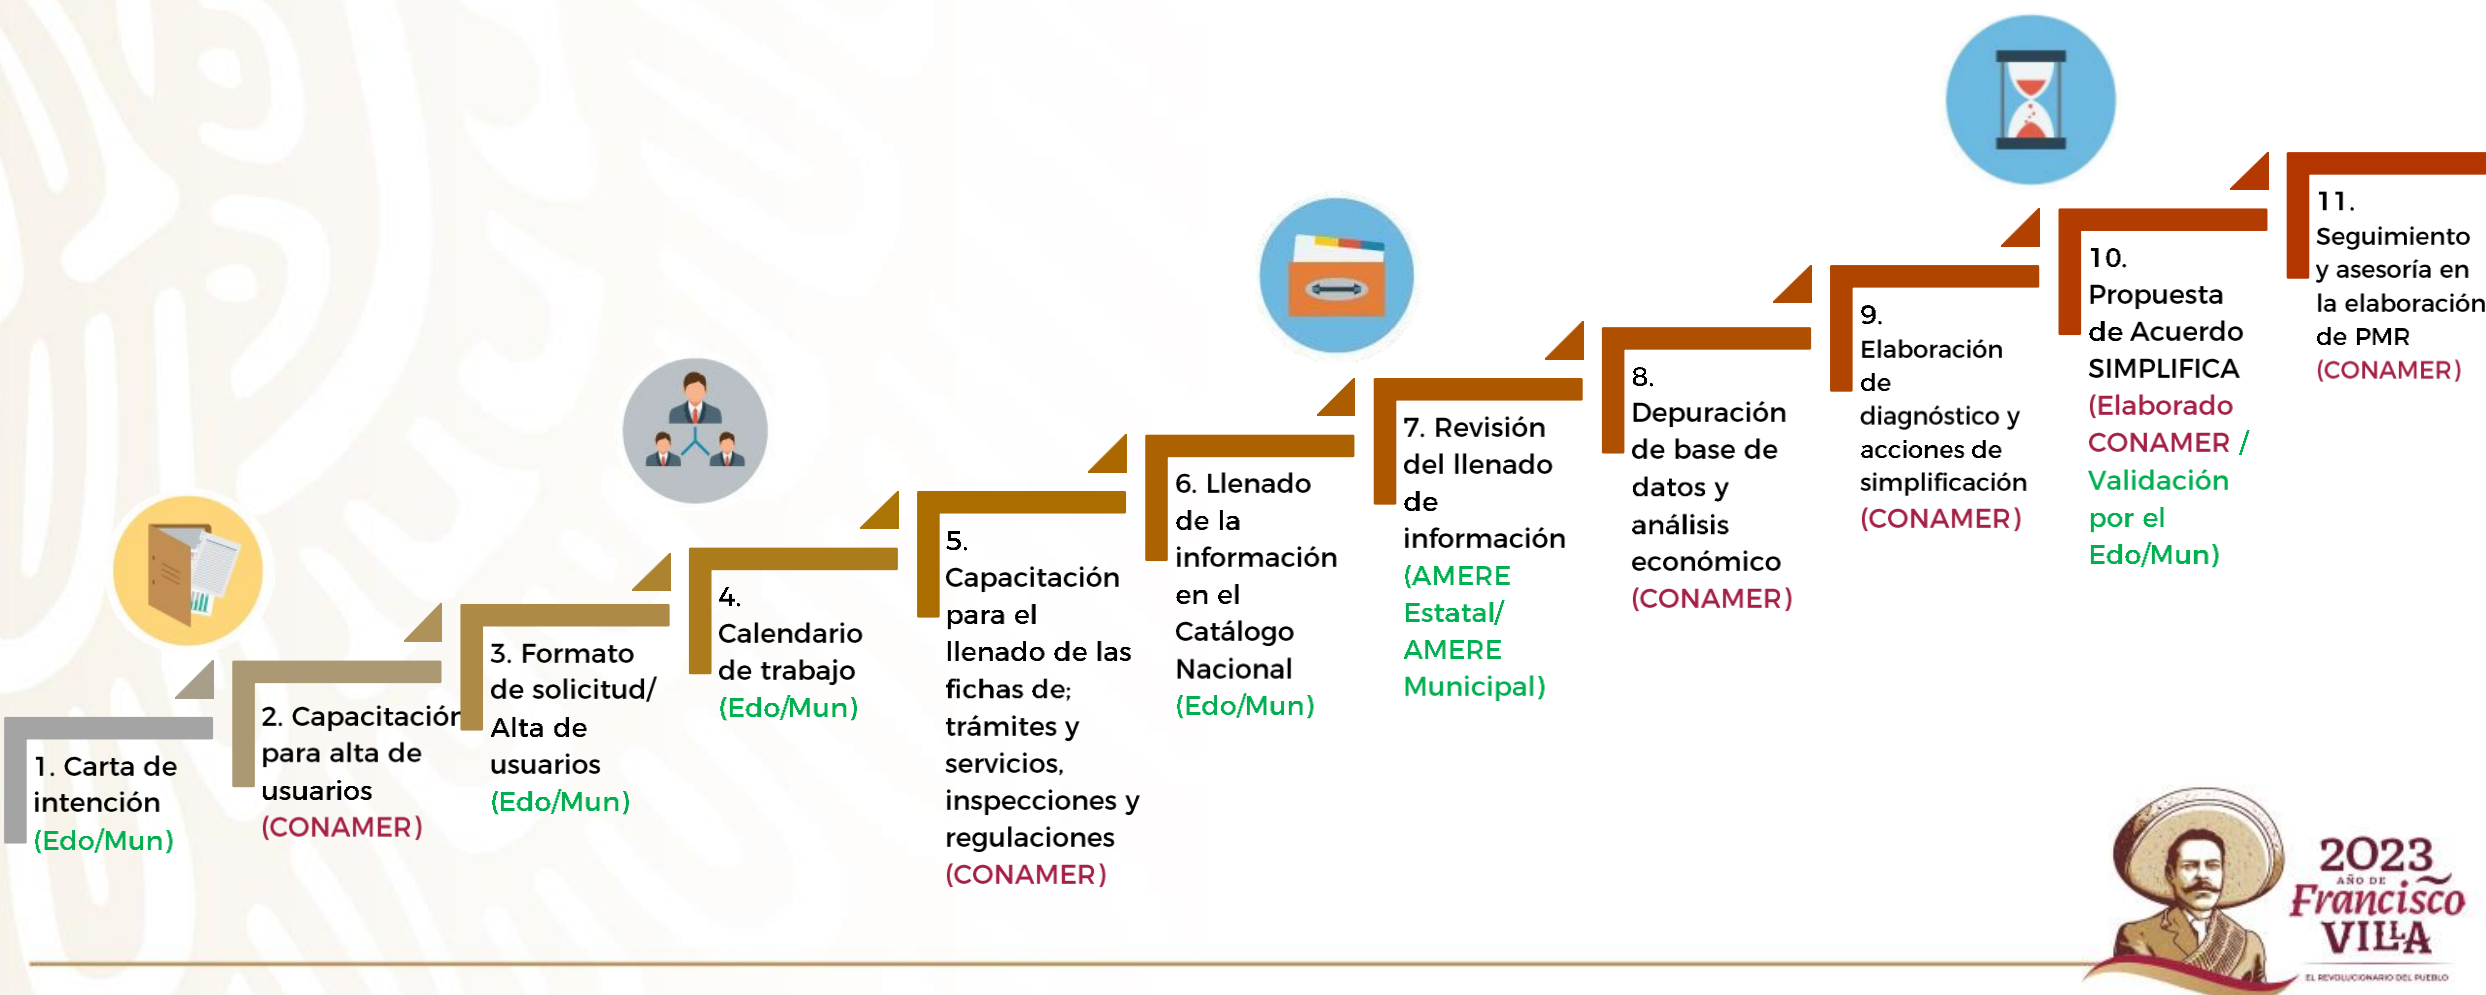 1. Carta de
intención
(Edo/Mun)
2. Capacitación
para alta de
usuarios
(CONAMER)
3. Formato
de solicitud/
Alta de
usuarios
(Edo/Mun)
4.
Calendario
de trabajo
(Edo/Mun)
5.
Capacitación
para el
llenado de las
fichas de;
trámites y
servicios,
inspecciones y
regulaciones
(CONAMER)
6. Llenado
de la
información
en el
Catálogo
Nacional
(Edo/Mun)
7. Revisión
del llenado
de
información
(AMERE
Estatal/
AMERE
Municipal)
8.
Depuración
de base de
datos y
análisis
económico
(CONAMER)
9.
Elaboración
de
diagnóstico y
acciones de
simplificación
(CONAMER)
10.
Propuesta
de Acuerdo
SIMPLIFICA
(Elaborado
CONAMER /
Validación
por el
Edo/Mun)
11.
Seguimiento
y asesoría en
la elaboración
de PMR
(CONAMER)
2023
AÑO DE
Francisco
VILLA
EL REVOLUCIONARIO DEL PUEBLO